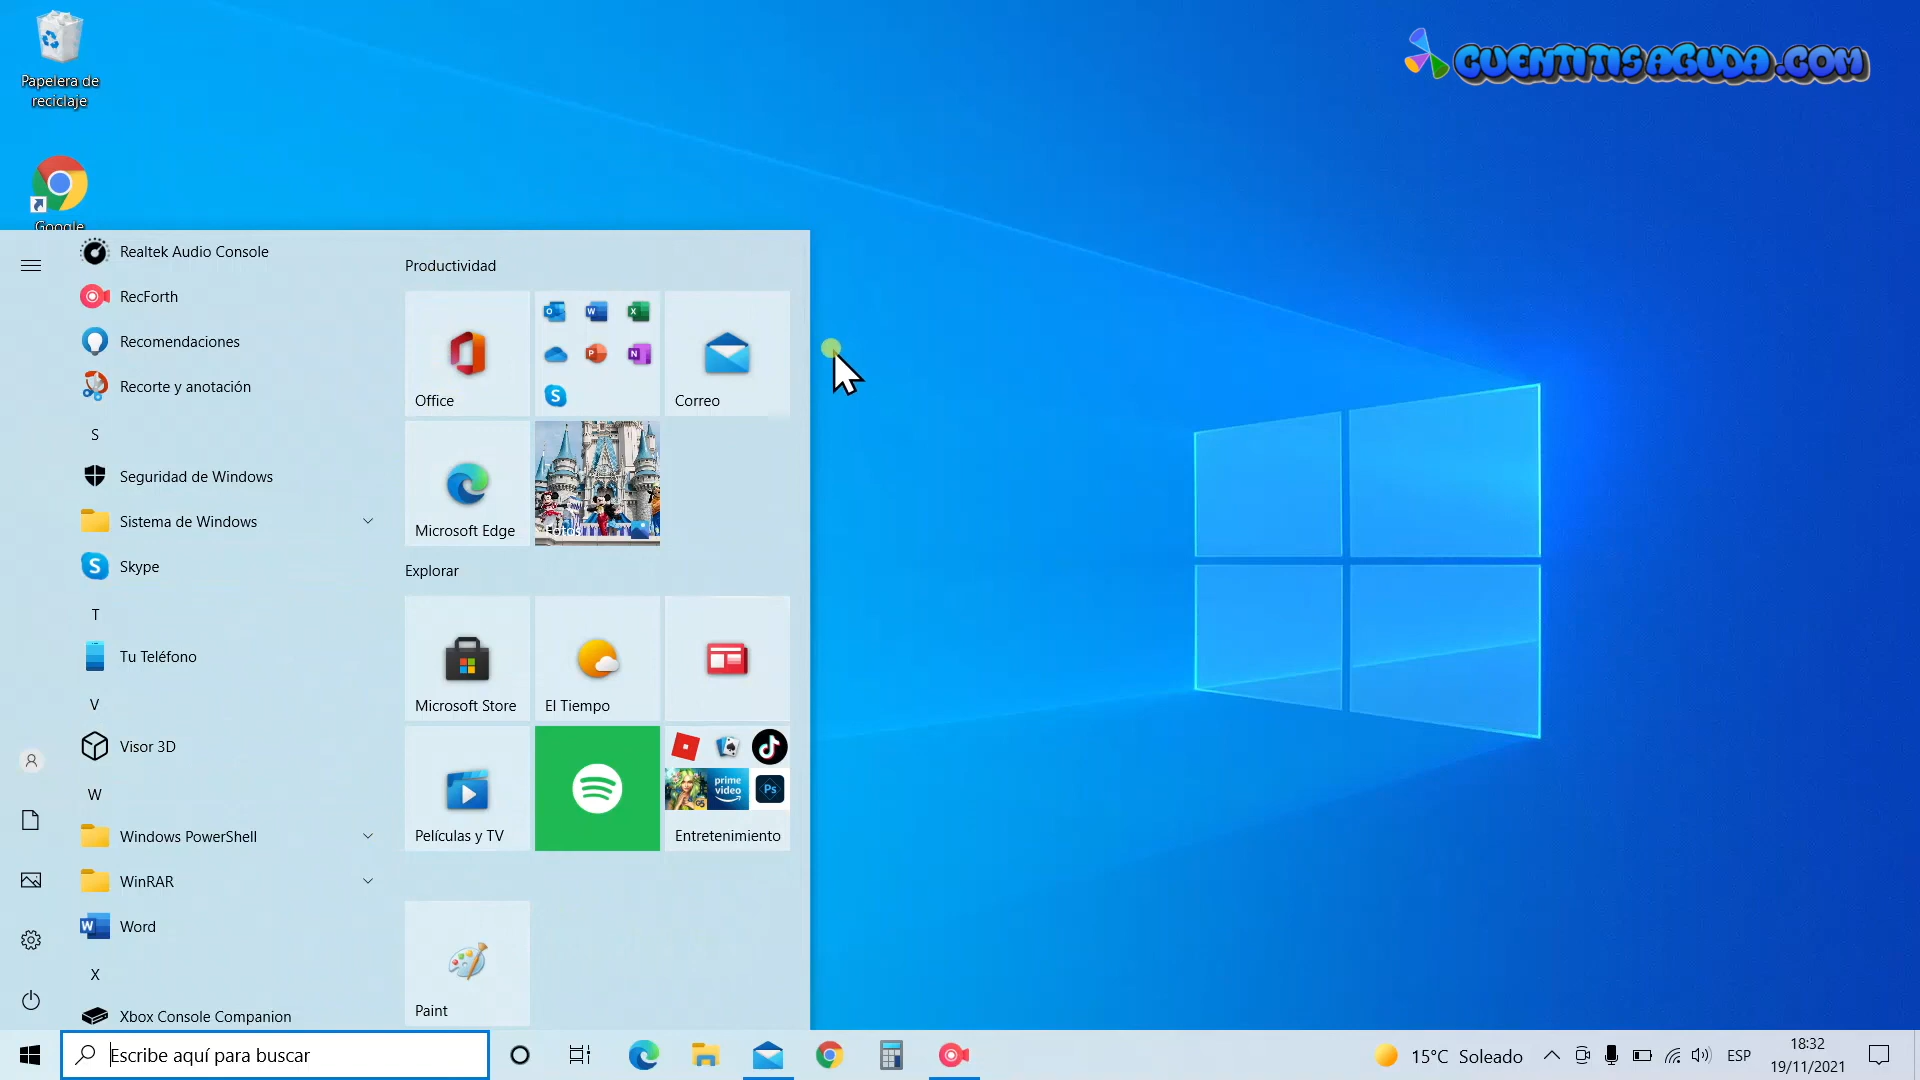 Papelera de
reciclaje
Google
CUENTITISAGUDA.COM
Realtek Audio Console
RecForth
Recomendaciones
Recorte y anotación
S
Seguridad de Windows
Sistema de Windows
Skype
T
Tu Teléfono
V
Visor 3D
W
Windows PowerShell
WinRAR
Word
X
Xbox Console Companion
Productividad
Office
Correo
Microsoft Edge
Fotos
Explorar
Microsoft Store
El Tiempo
Películas y TV
prime
video
Ps
Entretenimiento
Paint
Escribe aquí para buscar
15°C Soleado
ESP
18:32
19/11/2021